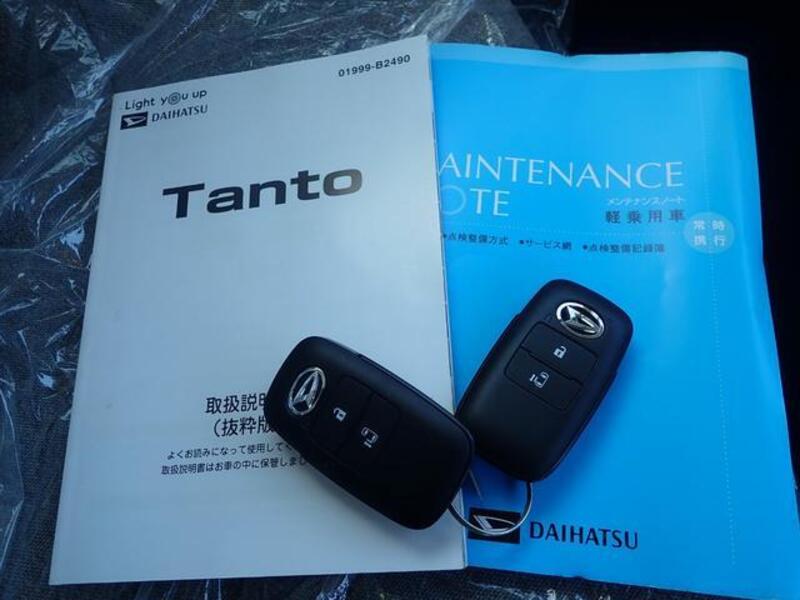 01999-B2490
Light you up
DAIHATSU
Tanto
取扱説明
(抜粋版
よくお読みになって使用してく
取扱説明書はお車の中に保管しまし
AINTENANCE
OTE
メンテナンスノート
軽乗用車
常時
携行
●点検整備方式 ●サービス網 ●点検整備記録簿
DAIHATSU